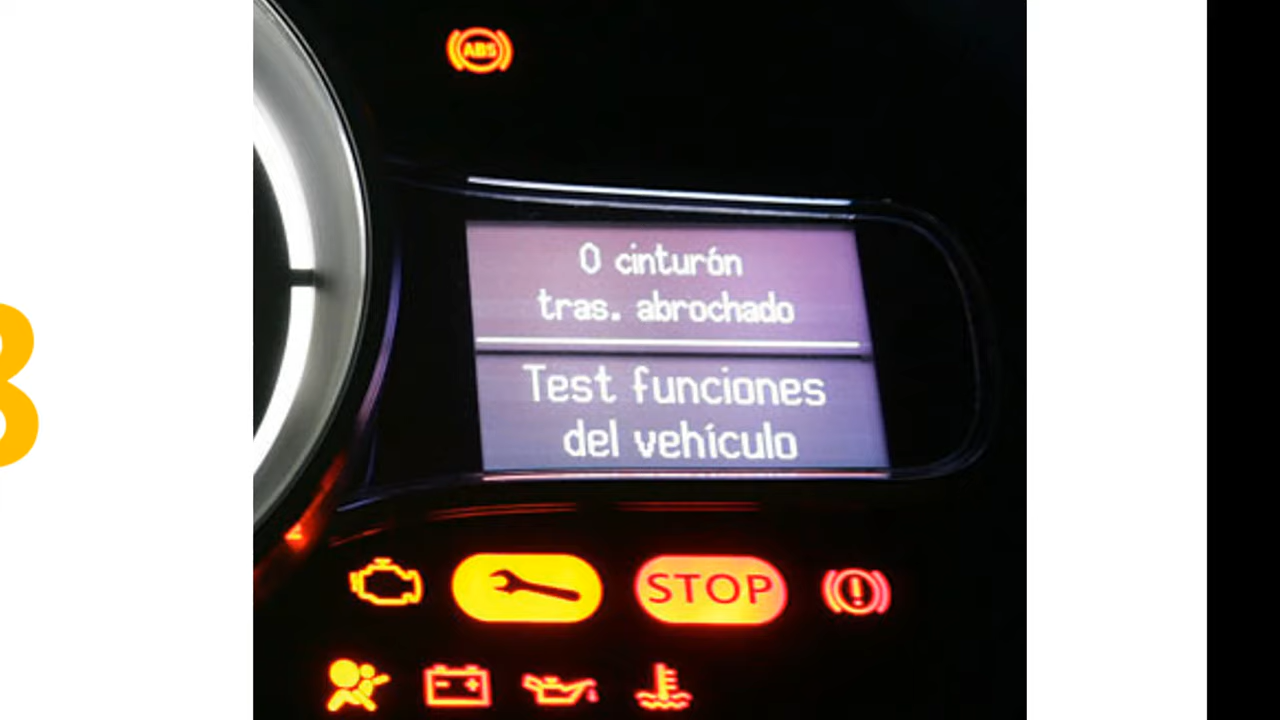 ABS
0 cinturón
tras. abrochado
Test funciones
del vehículo
STOP